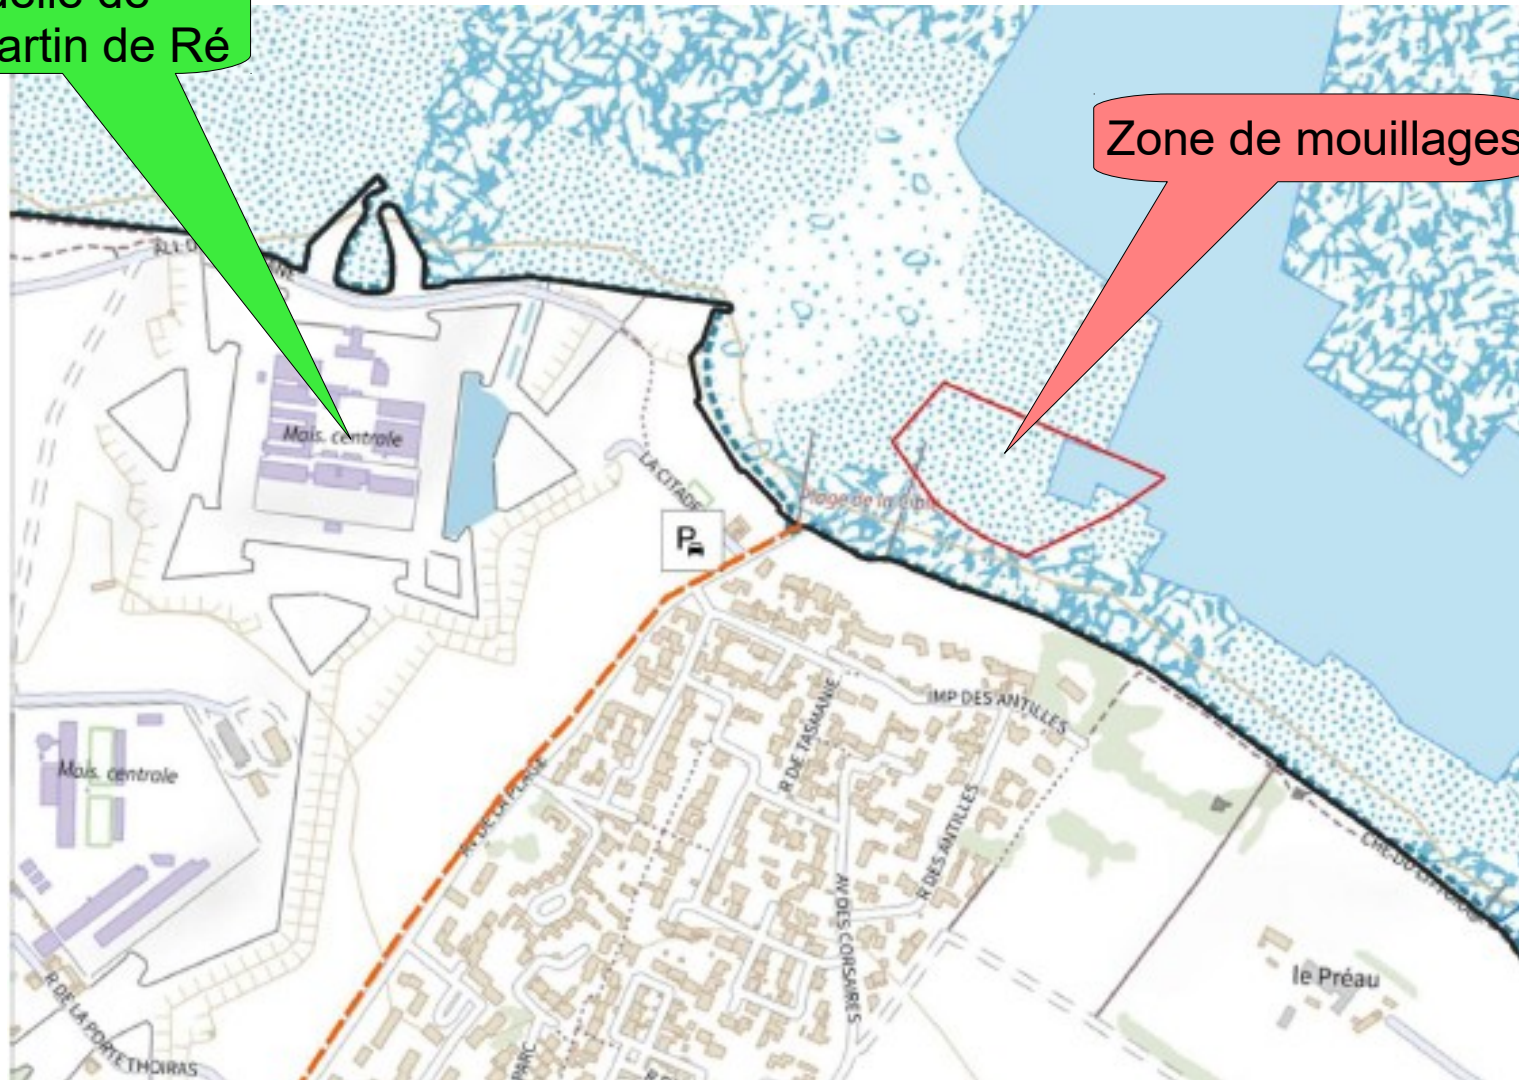 artin de Ré
Zone de mouillages
Mais. centrale
LA CITADE
Plage de la Cible
P
IMP DES ANTILLES
R DE TASMANIE
Mais. centrale
AV DE LA PLAGE
R DES ANTILLES
AV DES CORSAIRES
le Préau
R DE LA PORTE THOIRAS
PARC